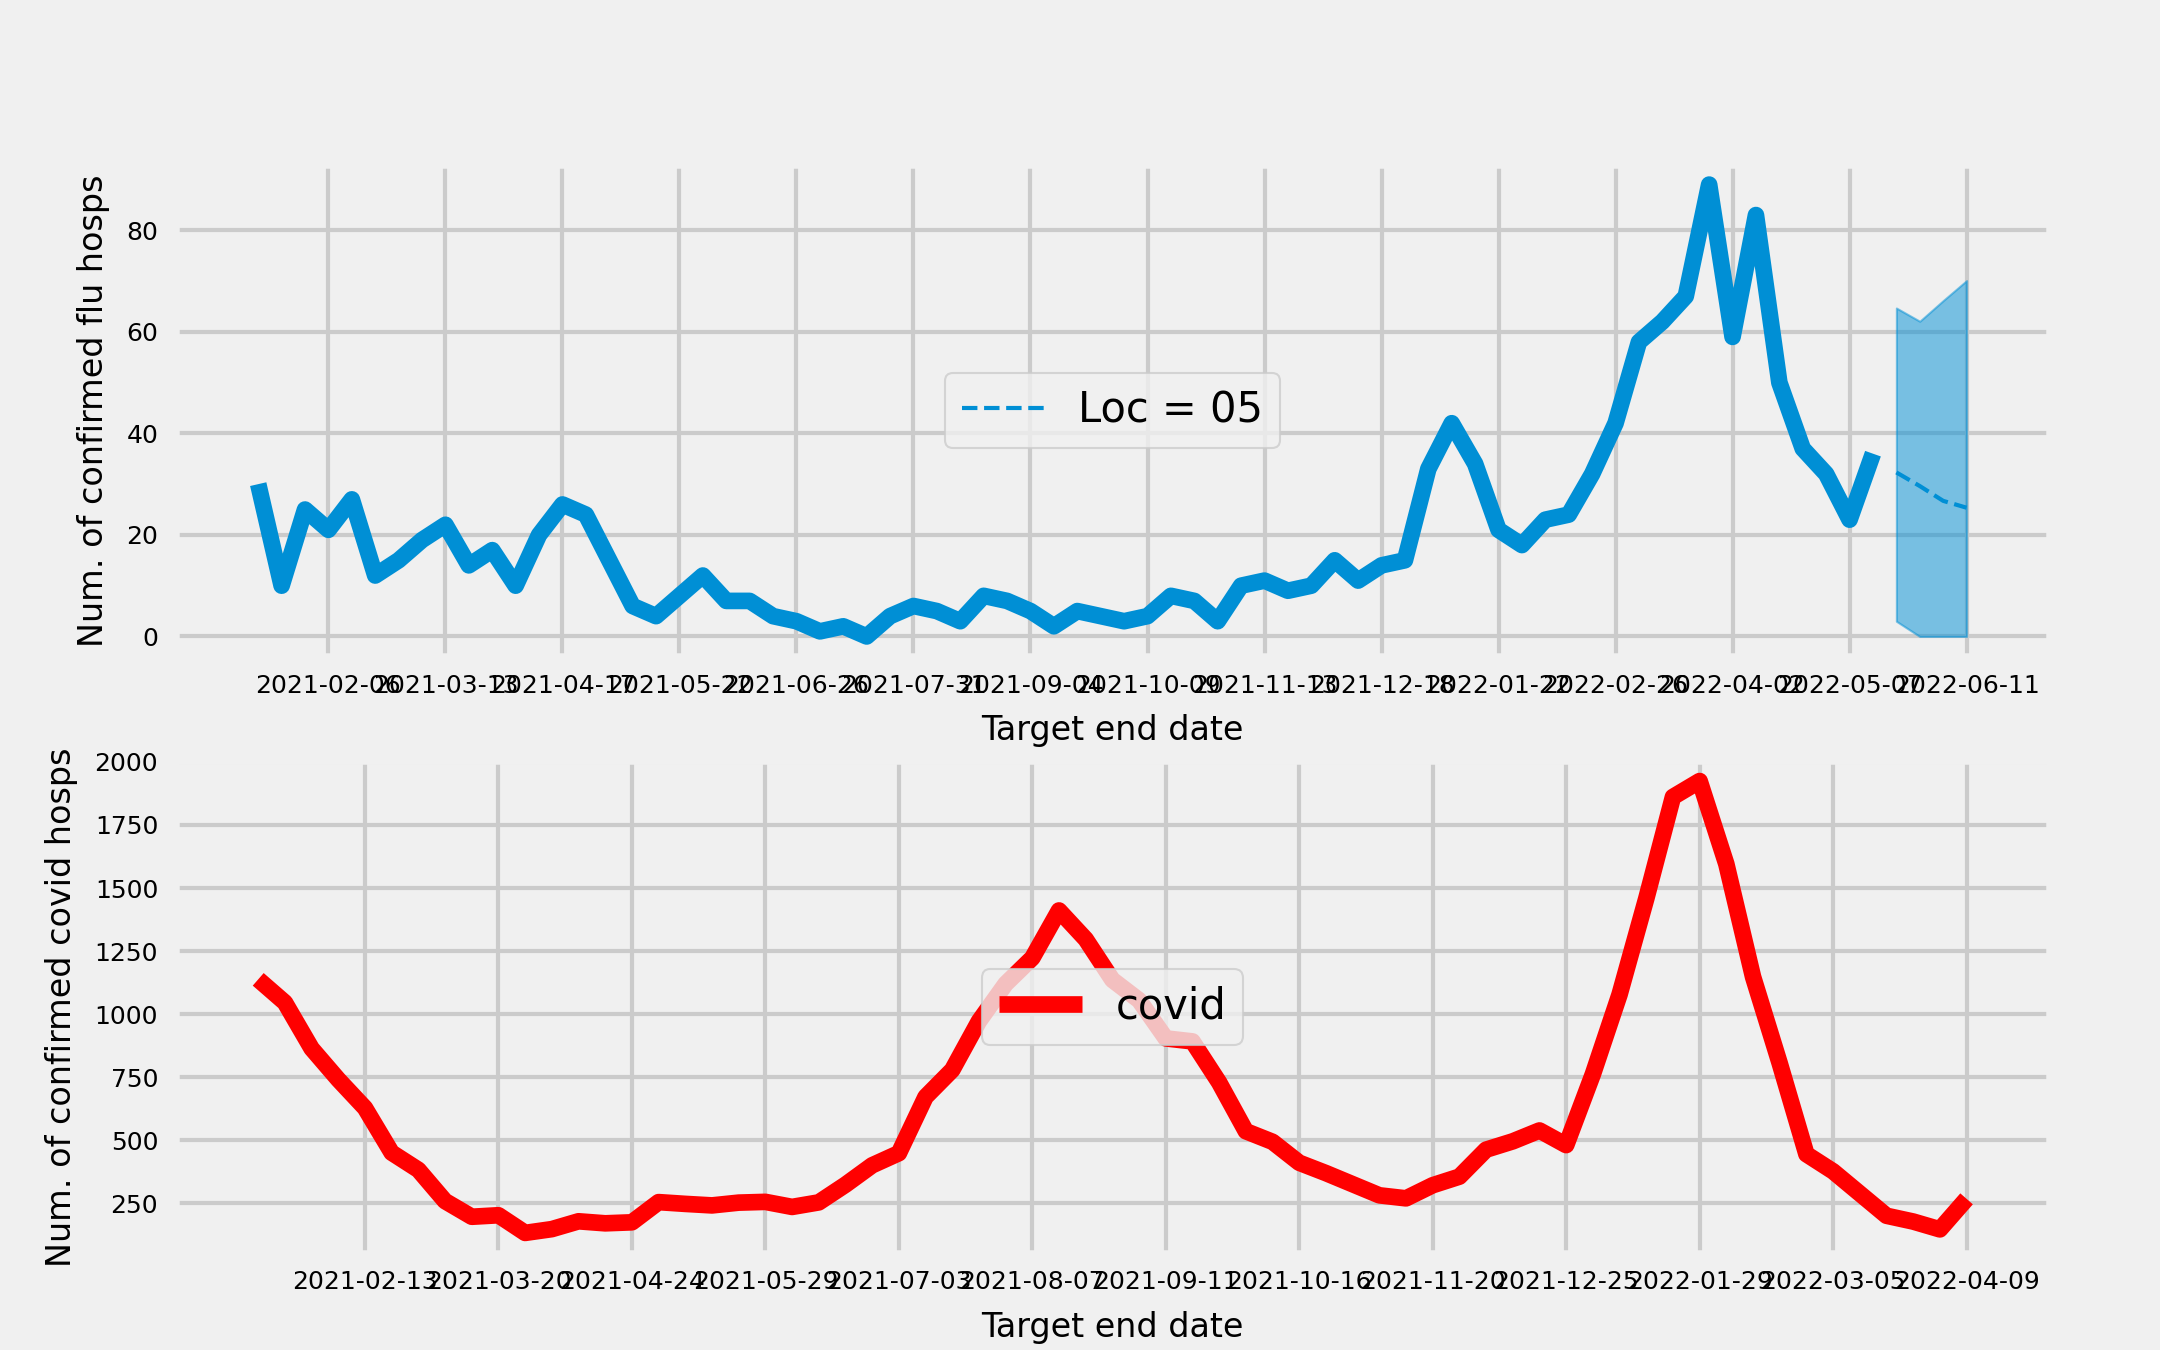 Num. of confirmed flu hosps
80
60
40
20
0
Loc = 05
2021-02-06 2021-03-13 2021-04-17 2021-05-22 2021-06-26 2021-07-31 2021-09-04 2021-10-09 2021-11-13 2021-12-18 2022-01-22 2022-02-26 2022-04-02 2022-05-07 2022-06-11
Target end date
Num. of confirmed covid hosps
2000
1750
1500
1250
1000
750
500
250
covid
2021-02-13 2021-03-20 2021-04-24 2021-05-29 2021-07-03 2021-08-07 2021-09-11 2021-10-16 2021-11-20 2021-12-25 2022-01-29 2022-03-05 2022-04-09
Target end date